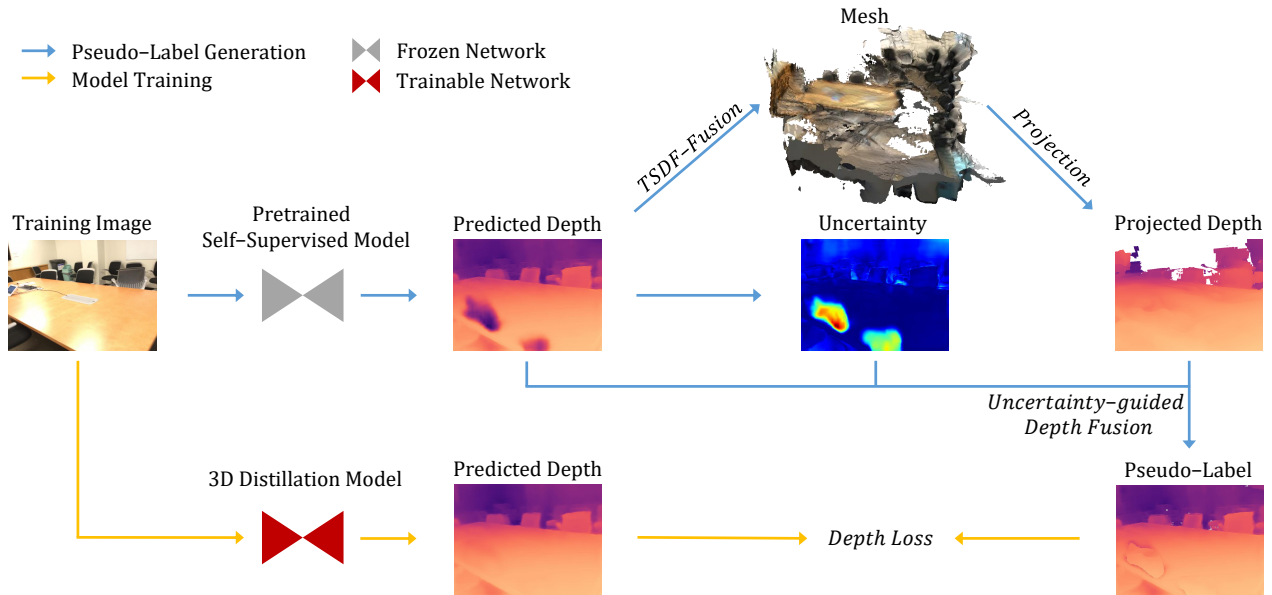 Mesh
Pseudo–Label Generation
Model Training
Frozen Network
Trainable Network
TSDF–Fusion
Projection
Training Image
Pretrained
Self–Supervised Model
Predicted Depth
Uncertainty
Projected Depth
Uncertainty–guided
Depth Fusion
3D Distillation Model
Predicted Depth
Pseudo–Label
Depth Loss